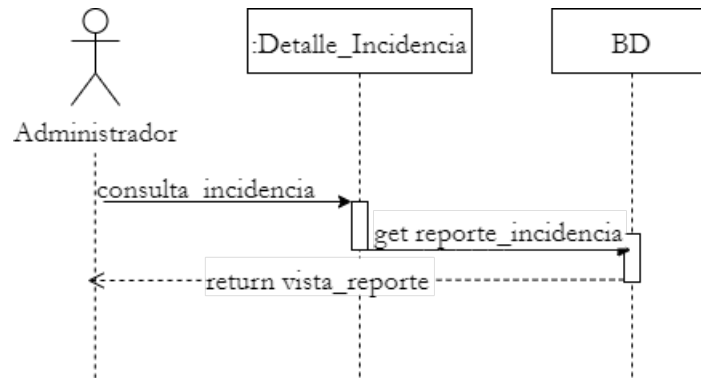 :Detalle_Incidencia
BD
Administrador
consulta_incidencia
get reporte_incidencia
return vista_reporte